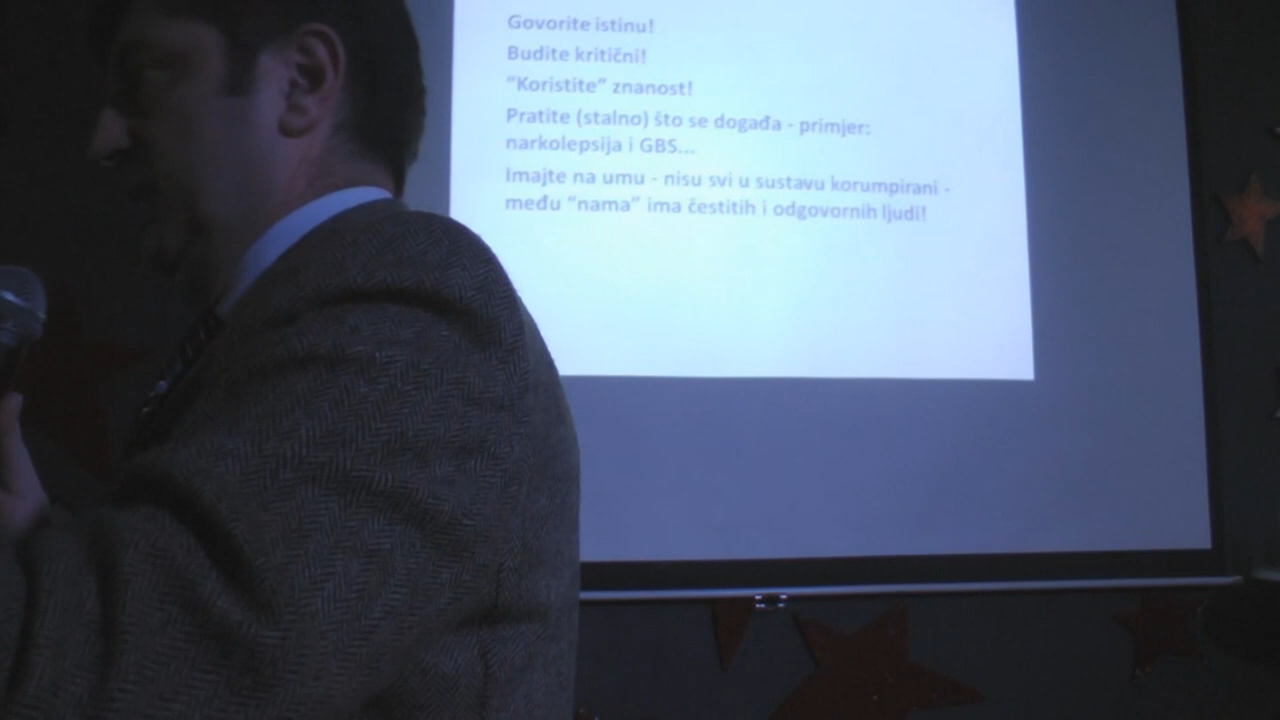 Govorite istinu!
Budite kritični!
“Koristite” znanost!
Pratite (stalno) što se događa - primjer:
narkolepsija i GBS...
Imajte na umu - nisu svi u sustavu korumpirani -
među “nama” ima čestitih i odgovornih ljudi!